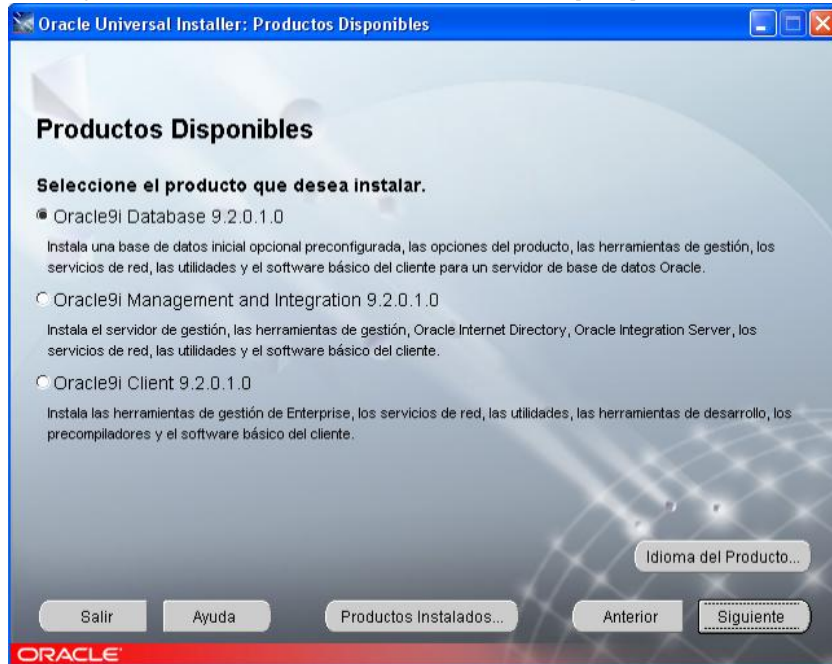 Oracle Universal Installer: Productos Disponibles
Productos Disponibles
Seleccione el producto que desea instalar.
Oracle9i Database 9.2.0.1.0
Instala una base de datos inicial opcional preconfigurada, las opciones del producto, las herramientas de gestión, los
servicios de red, las utilidades y el software básico del cliente para un servidor de base de datos Oracle.
Oracle9i Management and Integration 9.2.0.1.0
Instala el servidor de gestión, las herramientas de gestión, Oracle Internet Directory, Oracle Integration Server, los
servicios de red, las utilidades y el software básico del cliente.
Oracle9i Client 9.2.0.1.0
Instala las herramientas de gestión de Enterprise, los servicios de red, las utilidades, las herramientas de desarrollo, los
precompiladores y el software básico del cliente.
Idioma del Producto...
Salir Ayuda Productos Instalados... Anterior Siguiente
ORACLE